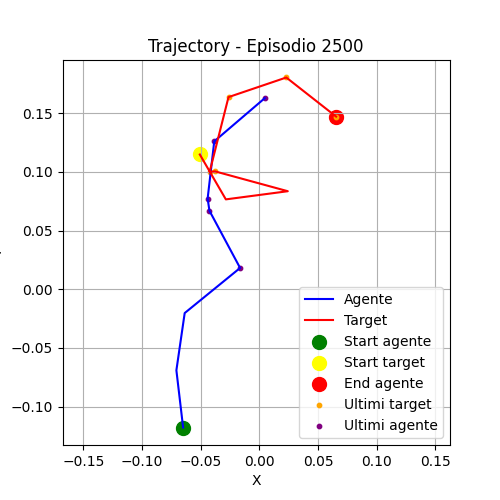 Trajectory - Episodio 2500
0.15
0.10
0.05
0.00
−0.05
−0.10
−0.15
−0.10
−0.05
0.00
0.05
0.10
0.15
X
Agente
Target
Start agente
Start target
End agente
Ultimi target
Ultimi agente